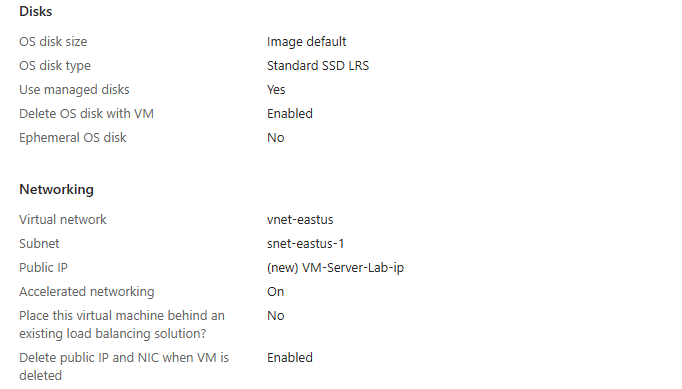 Disks
OS disk size Image default
OS disk type Standard SSD LRS
Use managed disks Yes
Delete OS disk with VM Enabled
Ephemeral OS disk No
Networking
Virtual network vnet-eastus
Subnet snet-eastus-1
Public IP (new) VM-Server-Lab-ip
Accelerated networking On
Place this virtual machine behind an No
existing load balancing solution?
Delete public IP and NIC when VM is Enabled
deleted